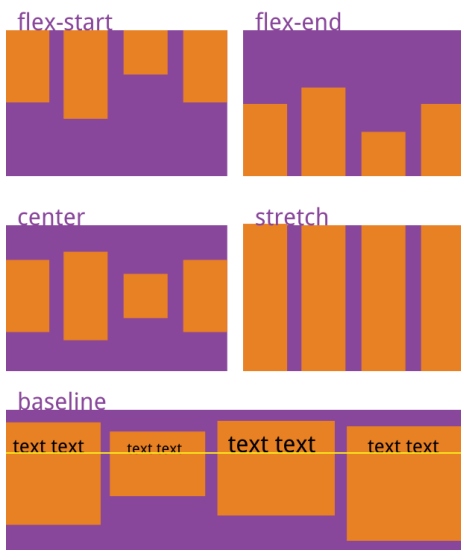 flex-start
flex-end
center
stretch
baseline
text text
text text
text text
text text